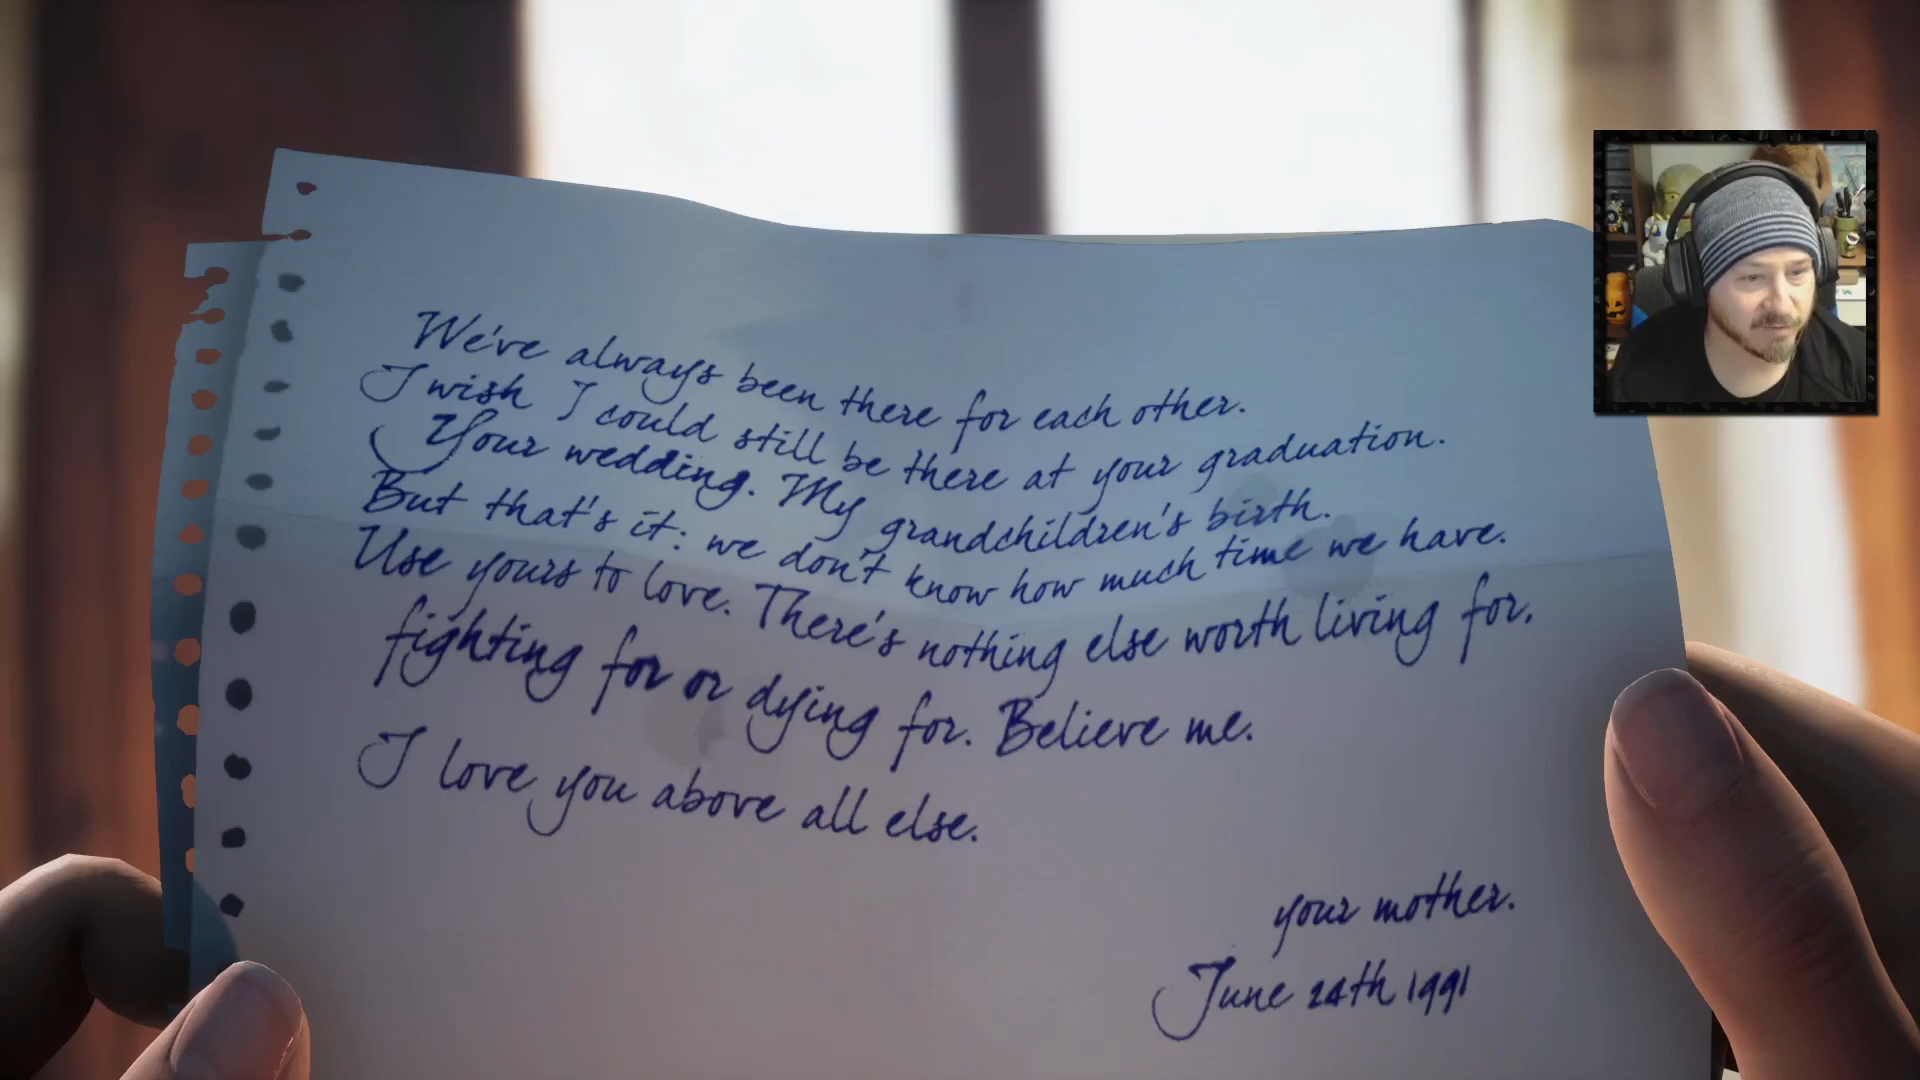 We've always been there for each other.
I wish I could still be there at your graduation.
Your wedding. My grandchildren's birth.
But that's it: we don't know how much time we have.
Use yours to love. There's nothing else worth living for,
fighting for or dying for. Believe me.
I love you above all else.
your mother.
June 24th 1991